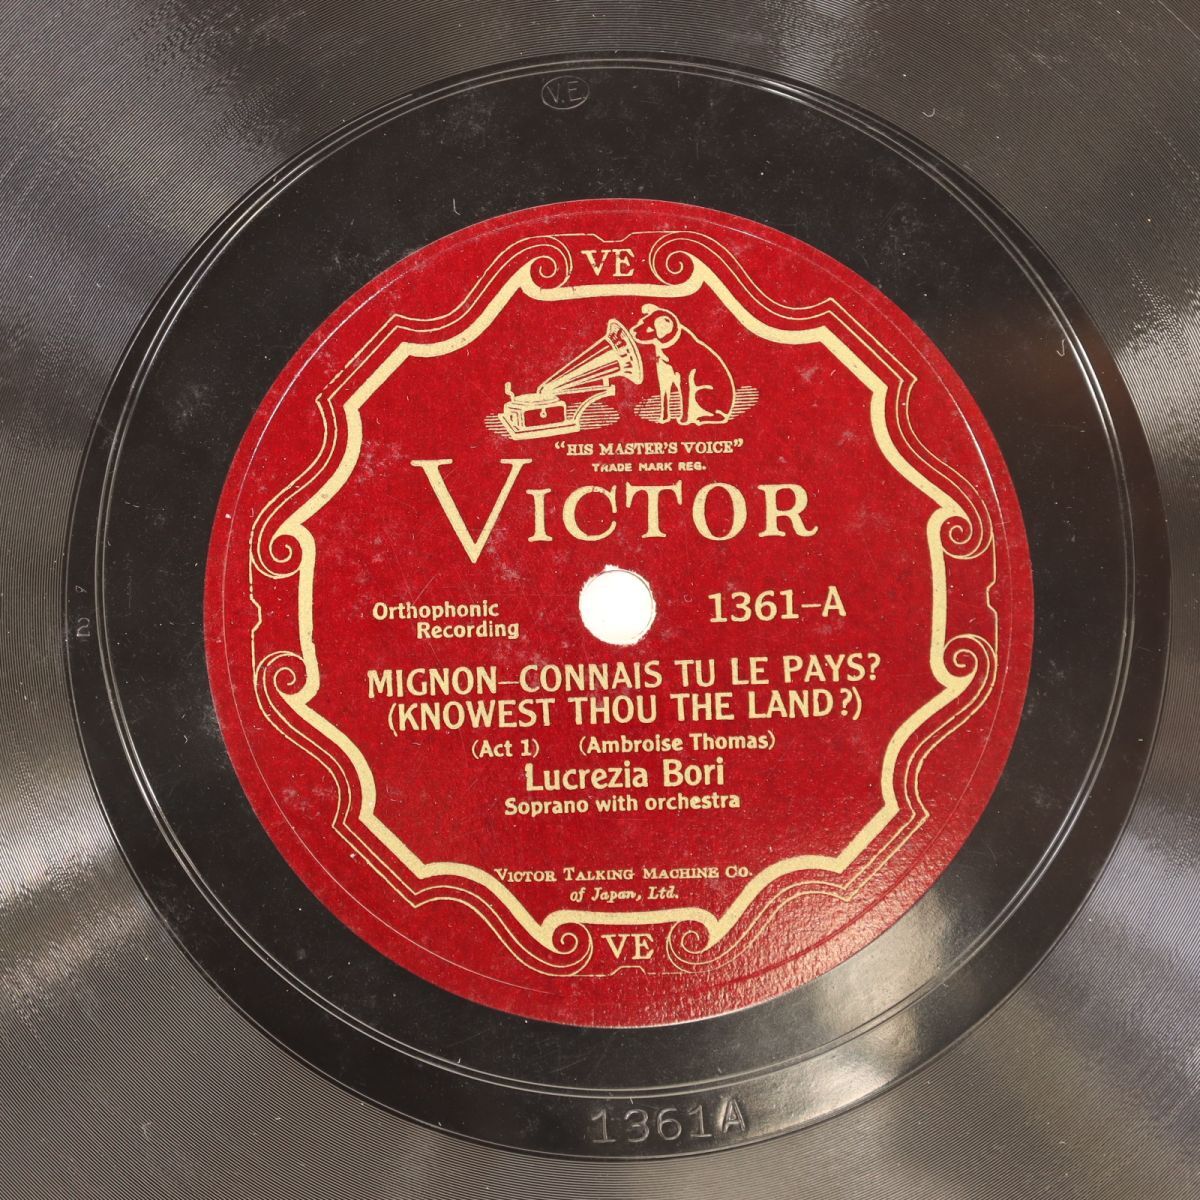 V.E.
VE
"HIS MASTER'S VOICE"
TRADE MARK REG.
VICTOR
Orthophonic
Recording
1361-A
MIGNON-CONNAIS TU LE PAYS?
(KNOWEST THOU THE LAND?)
(Act 1) (Ambroise Thomas)
Lucrezia Bori
Soprano with orchestra
VICTOR TALKING MACHINE CO.
of Japan, Ltd.
VE
1361A